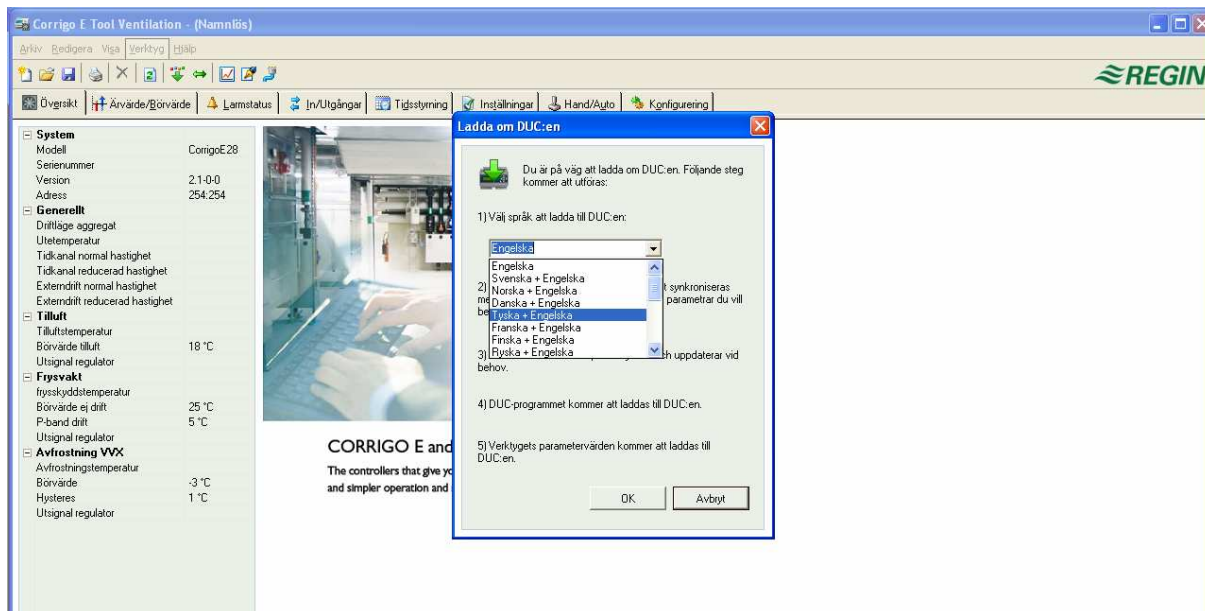 Corrigo E Tool Ventilation - (Namnlös)
Arkiv Redigera Visa Verktyg Hjälp
REGIN
Översikt Ärvärde/Börvärde Larmstatus In/Utgångar Tidsstyrning Inställningar Hand/Auto Konfigurering
System
Modell CorrigoE28
Serienummer
Version 2.1-0-0
Adress 254:254
Generellt
Driftläge aggregat
Utetemperatur
Tidkanal normal hastighet
Tidkanal reducerad hastighet
Externdrift normal hastighet
Externdrift reducerad hastighet
Tilluft
Tilluftstemperatur
Börvärde tilluft 18 °C
Utsignal regulator
Frysvakt
frysskyddstemperatur
Börvärde ej drift 25 °C
P-band drift 5 °C
Utsignal regulator
Avfrostning VVX
Avfrostningstemperatur
Börvärde -3 °C
Hysteres 1 °C
Utsignal regulator
CORRIGO E and
The controllers that give yo
and simpler operation and
Ladda om DUC:en
Du är på väg att ladda om DUC:en. Följande steg
kommer att utföras:
1) Välj språk att ladda till DUC:en:
Engelska
Engelska
Svenska + Engelska
Norska + Engelska
Danska + Engelska
Tyska + Engelska
Franska + Engelska
Finska + Engelska
Ryska + Engelska
2) t synkroniseras
me parametrar du vill
be
3) ch uppdaterar vid
behov.
4) DUC-programmet kommer att laddas till DUC:en.
5) Verktygets parametervärden kommer att laddas till
DUC:en.
OK Avbryt